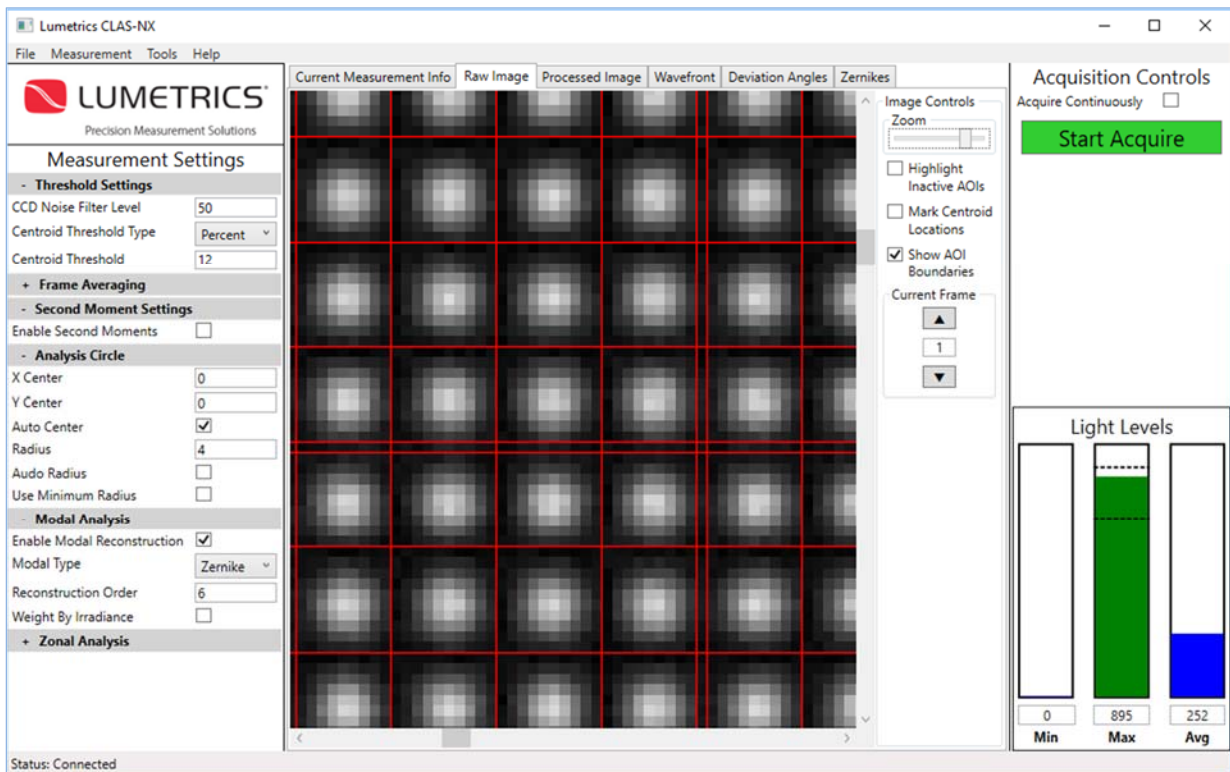 Lumetrics CLAS-NX
File Measurement Tools Help
LUMETRICS®
Precision Measurement Solutions
Measurement Settings
- Threshold Settings
CCD Noise Filter Level 50
Centroid Threshold Type Percent
Centroid Threshold 12
+ Frame Averaging
- Second Moment Settings
Enable Second Moments
- Analysis Circle
X Center 0
Y Center 0
Auto Center
Radius 4
Audo Radius
Use Minimum Radius
- Modal Analysis
Enable Modal Reconstruction
Modal Type Zernike
Reconstruction Order 6
Weight By Irradiance
+ Zonal Analysis
Current Measurement Info Raw Image Processed Image Wavefront Deviation Angles Zernikes
Image Controls
Zoom
Highlight
Inactive AOIs
Mark Centroid
Locations
Show AOI
Boundaries
Current Frame
1
Acquisition Controls
Acquire Continuously
Start Acquire
Light Levels
0 895 252
Min Max Avg
Status: Connected